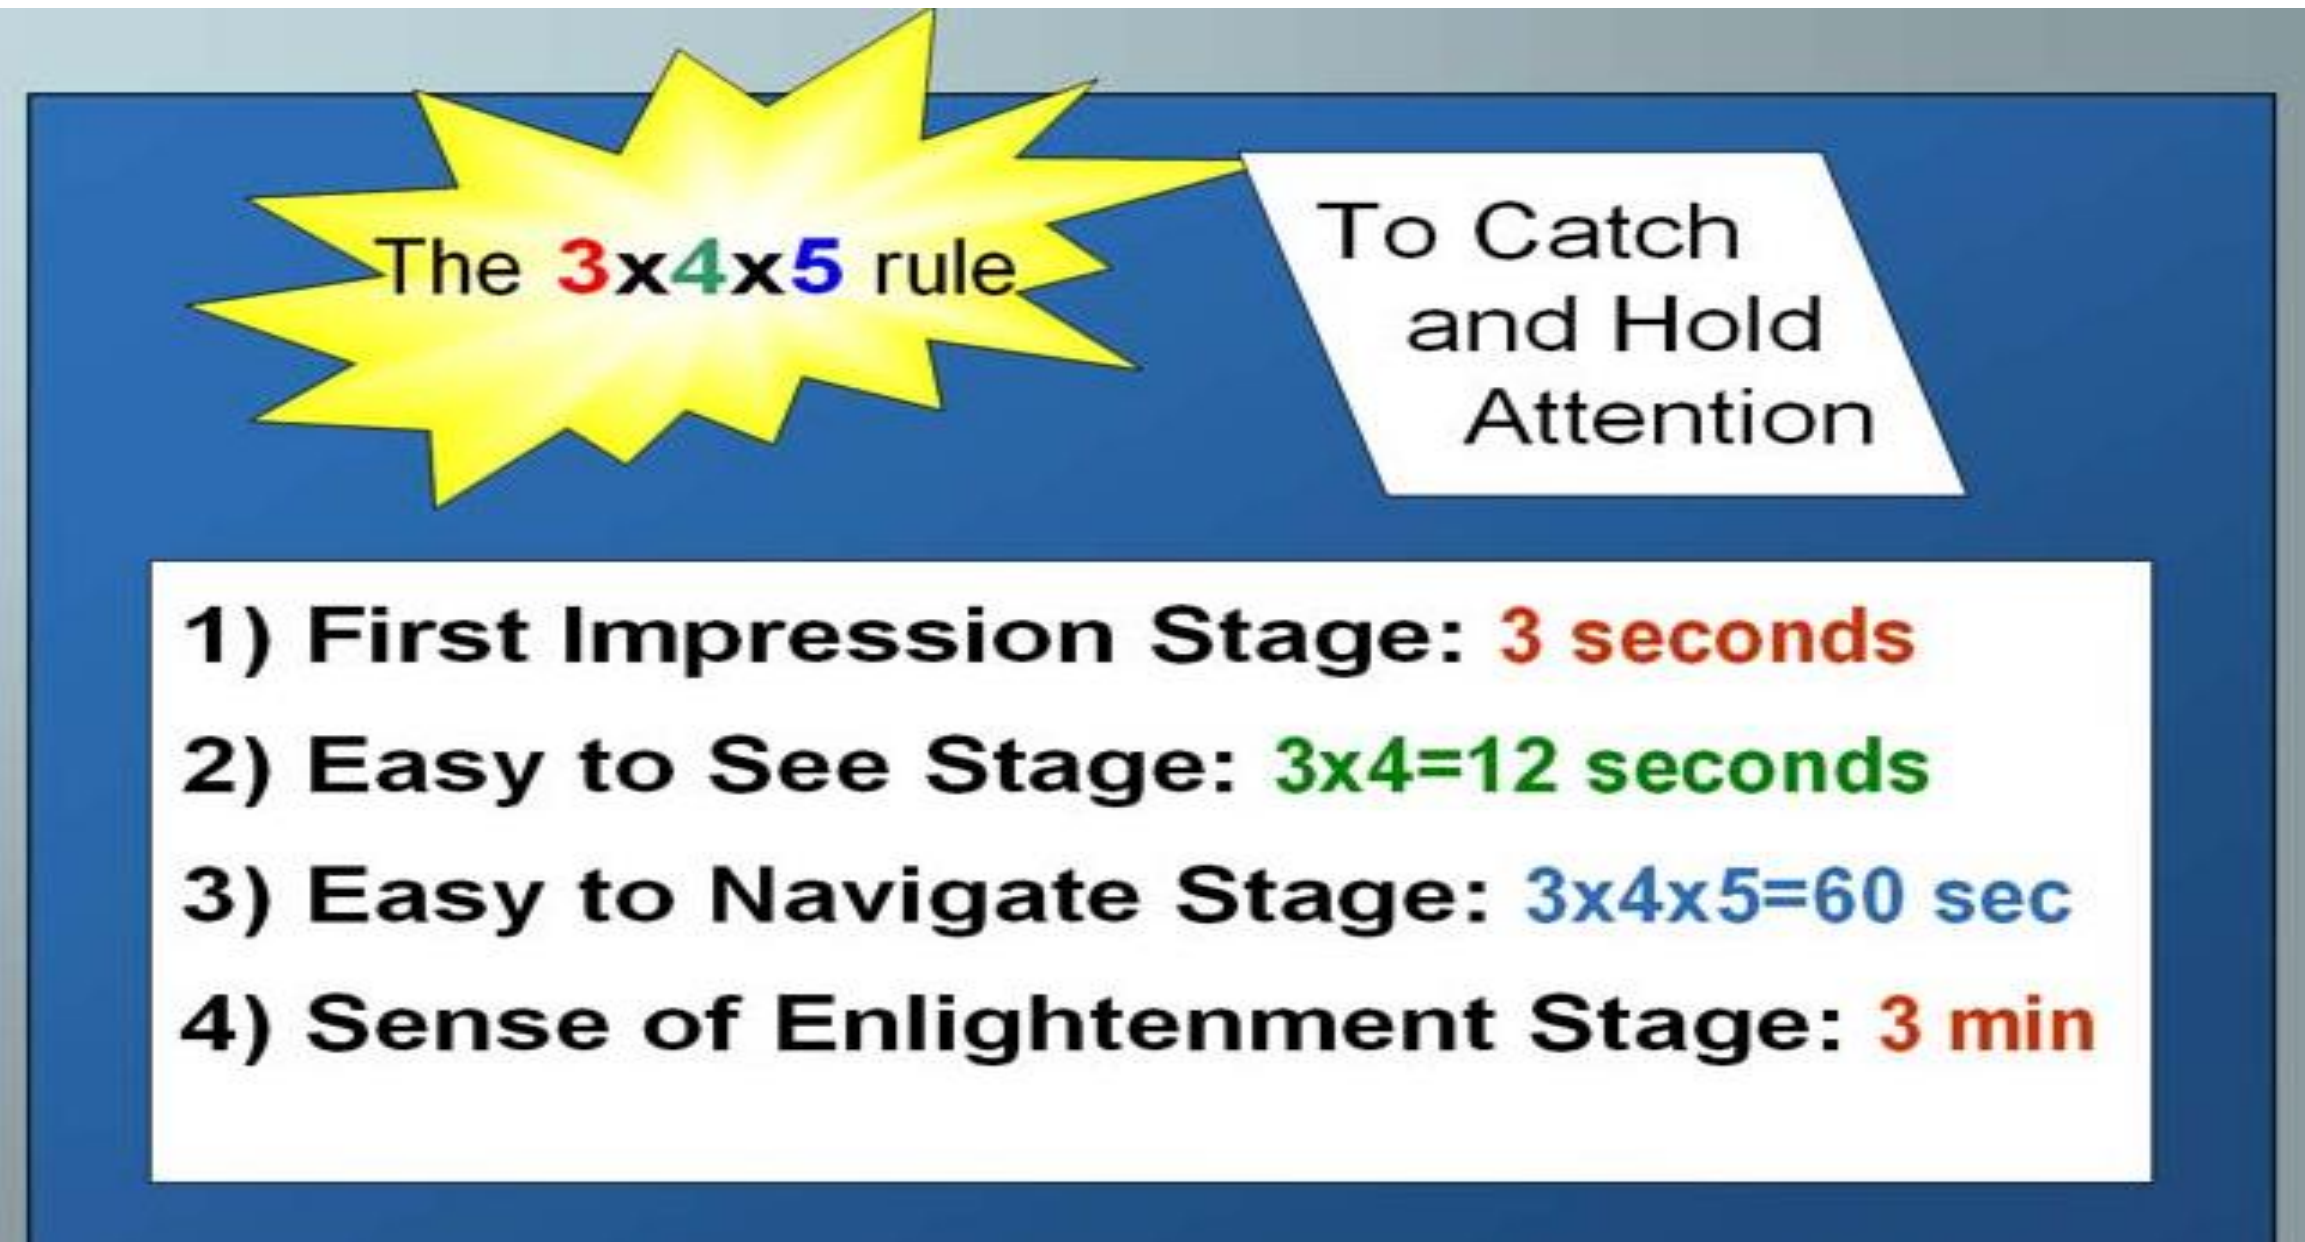 The 3x4x5 rule
To Catch
and Hold
Attention
1) First Impression Stage: 3 seconds
2) Easy to See Stage: 3x4=12 seconds
3) Easy to Navigate Stage: 3x4x5=60 sec
4) Sense of Enlightenment Stage: 3 min